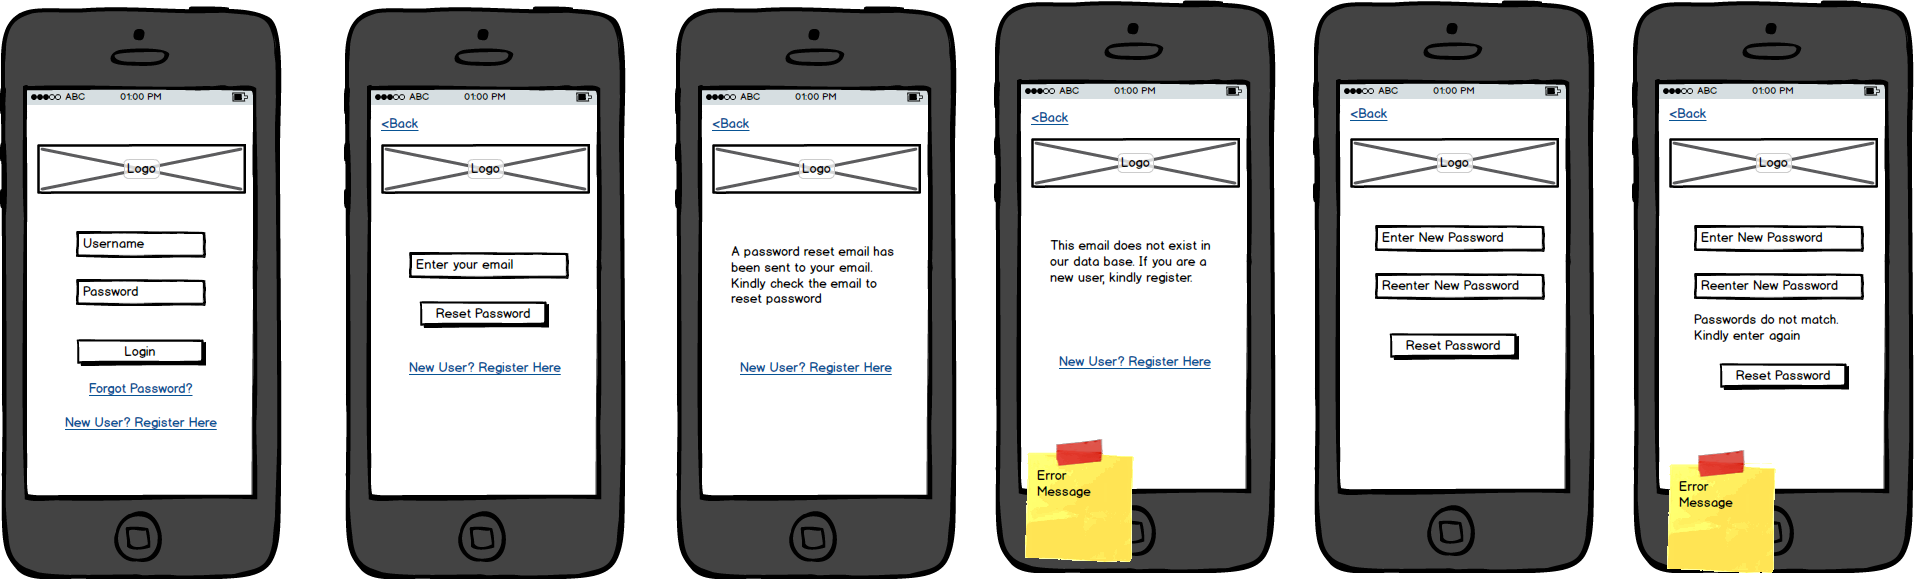 ABC 01:00 PM
Logo
Username
Password
Login
Forgot Password?
New User? Register Here
ABC 01:00 PM
<Back
Logo
Enter your email
Reset Password
New User? Register Here
ABC 01:00 PM
<Back
Logo
A password reset email has
been sent to your email.
Kindly check the email to
reset password
New User? Register Here
ABC 01:00 PM
<Back
Logo
This email does not exist in
our data base. If you are a
new user, kindly register.
New User? Register Here
Error
Message
ABC 01:00 PM
<Back
Logo
Enter New Password
Reenter New Password
Reset Password
ABC 01:00 PM
<Back
Logo
Enter New Password
Reenter New Password
Passwords do not match.
Kindly enter again
Reset Password
Error
Message